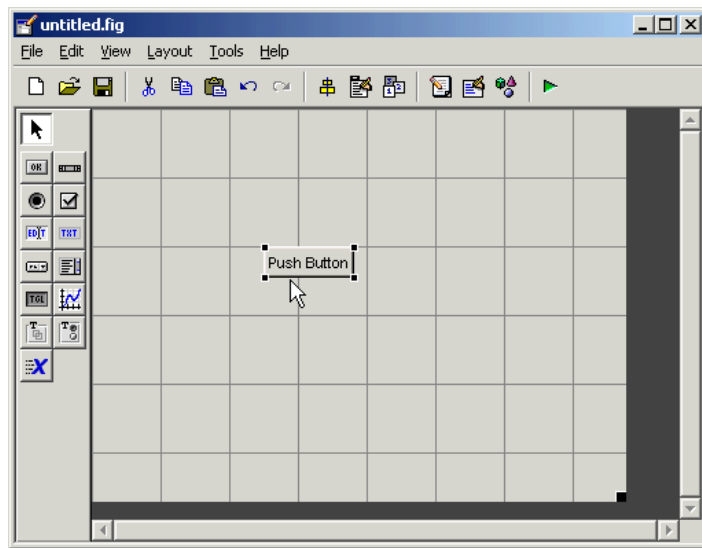 untitled.fig
File Edit View Layout Tools Help
OK
EDIT TXT
TGL
T T
X
Push Button